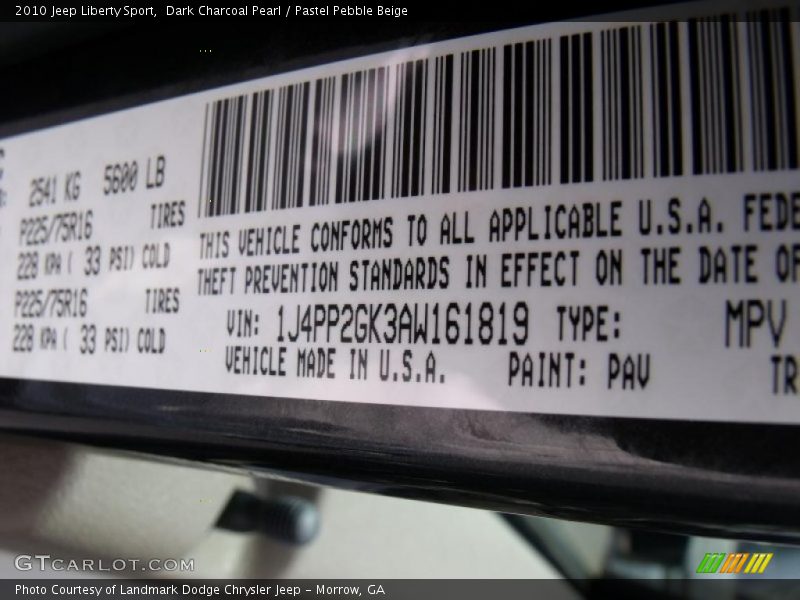 2010 Jeep Liberty Sport,  Dark Charcoal Pearl / Pastel Pebble Beige
2541 KG 5600 LB
P225/75R16 TIRES
228 KPA ( 33 PSI) COLD
P225/75R16 TIRES
228 KPA ( 33 PSI) COLD
THIS VEHICLE CONFORMS TO ALL APPLICABLE U.S.A. FEDE
THEFT PREVENTION STANDARDS IN EFFECT ON THE DATE OF
VIN: 1J4PP2GK3AW161819 TYPE: MPV
VEHICLE MADE IN U.S.A. PAINT: PAV TR
GTCARLOT.COM
Photo Courtesy of Landmark Dodge Chrysler Jeep - Morrow, GA